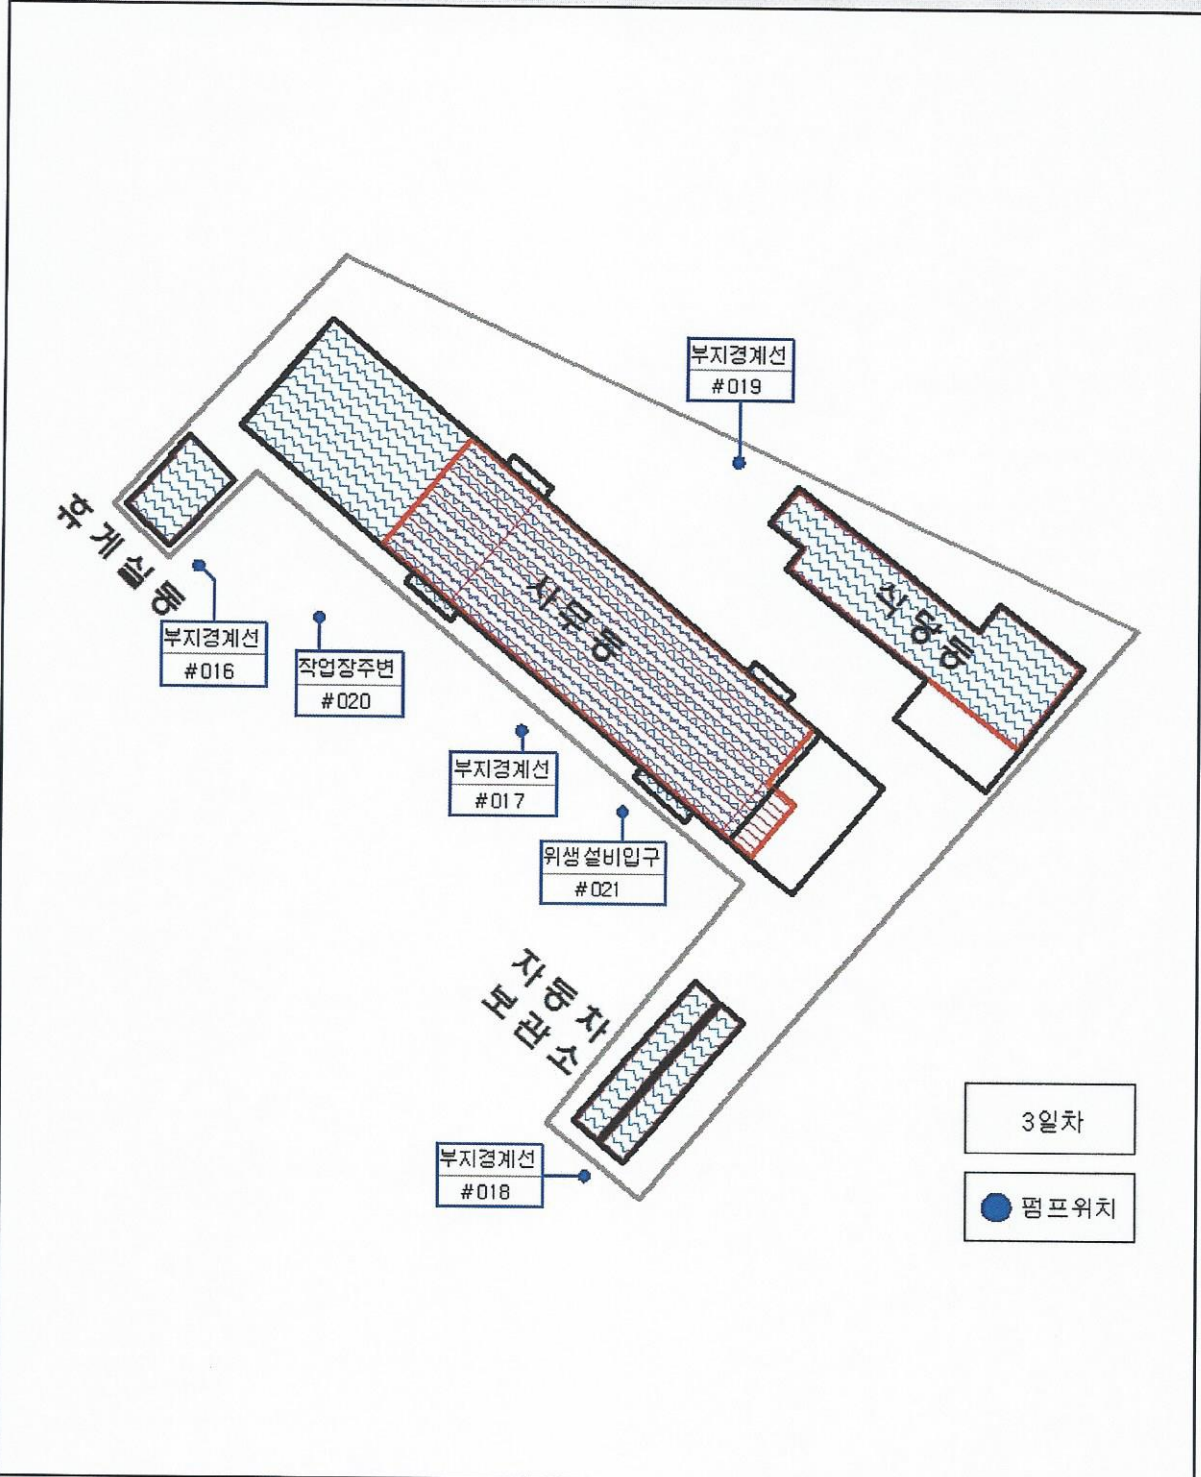 부지경계선
#019
휴게실동
사무동
식당동
부지경계선
#016
작업장주변
#020
부지경계선
#017
위생설비입구
#021
자동차
보관소
부지경계선
#018
3일차
펌프위치